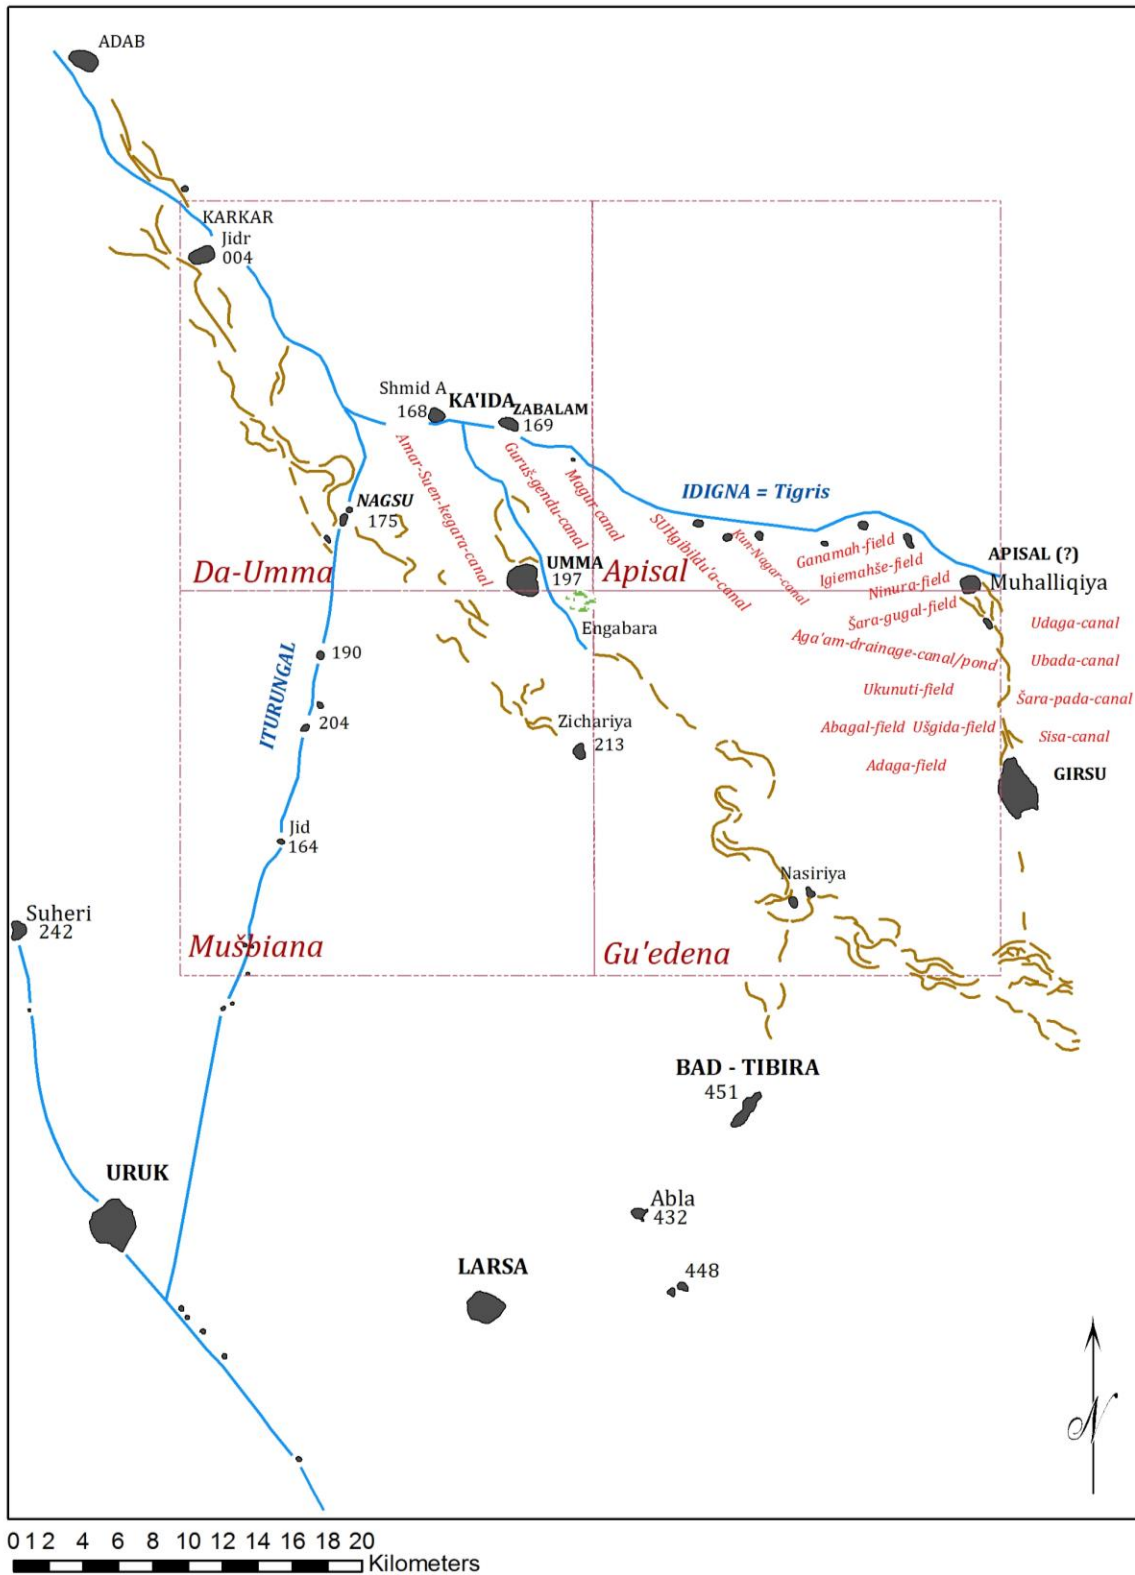 ADAB
KARKAR
Jidr
004
Shmid A
168
KA'IDA
ZABALAM
169
Amar-Suen-kegara-canal
Guruš-gendu-canal
Magur canal
IDIGNA = Tigris
SUHgibildu'a-canal
Kun-Nagar-canal
Ganamah-field
Igiemahše-field
Ninura-field
Šara-gugal-field
NAGSU
175
UMMA
197
APISAL (?)
Muhalliqiya
Da-Umma
Apisal
Engabara
Aga'am-drainage-canal/pond
Udaga-canal
Ubada-canal
Šara-pada-canal
Sisa-canal
Ukunuti-field
Abagal-field Ušgida-field
Adaga-field
GIRSU
190
ITURUNGAL
204
Zichariya
213
Jid
164
Nasiriya
Suheri
242
Mušbiana
Gu'edena
BAD - TIBIRA
451
URUK
Abla
432
LARSA
448
N
0 1 2 4 6 8 10 12 14 16 18 20
Kilometers